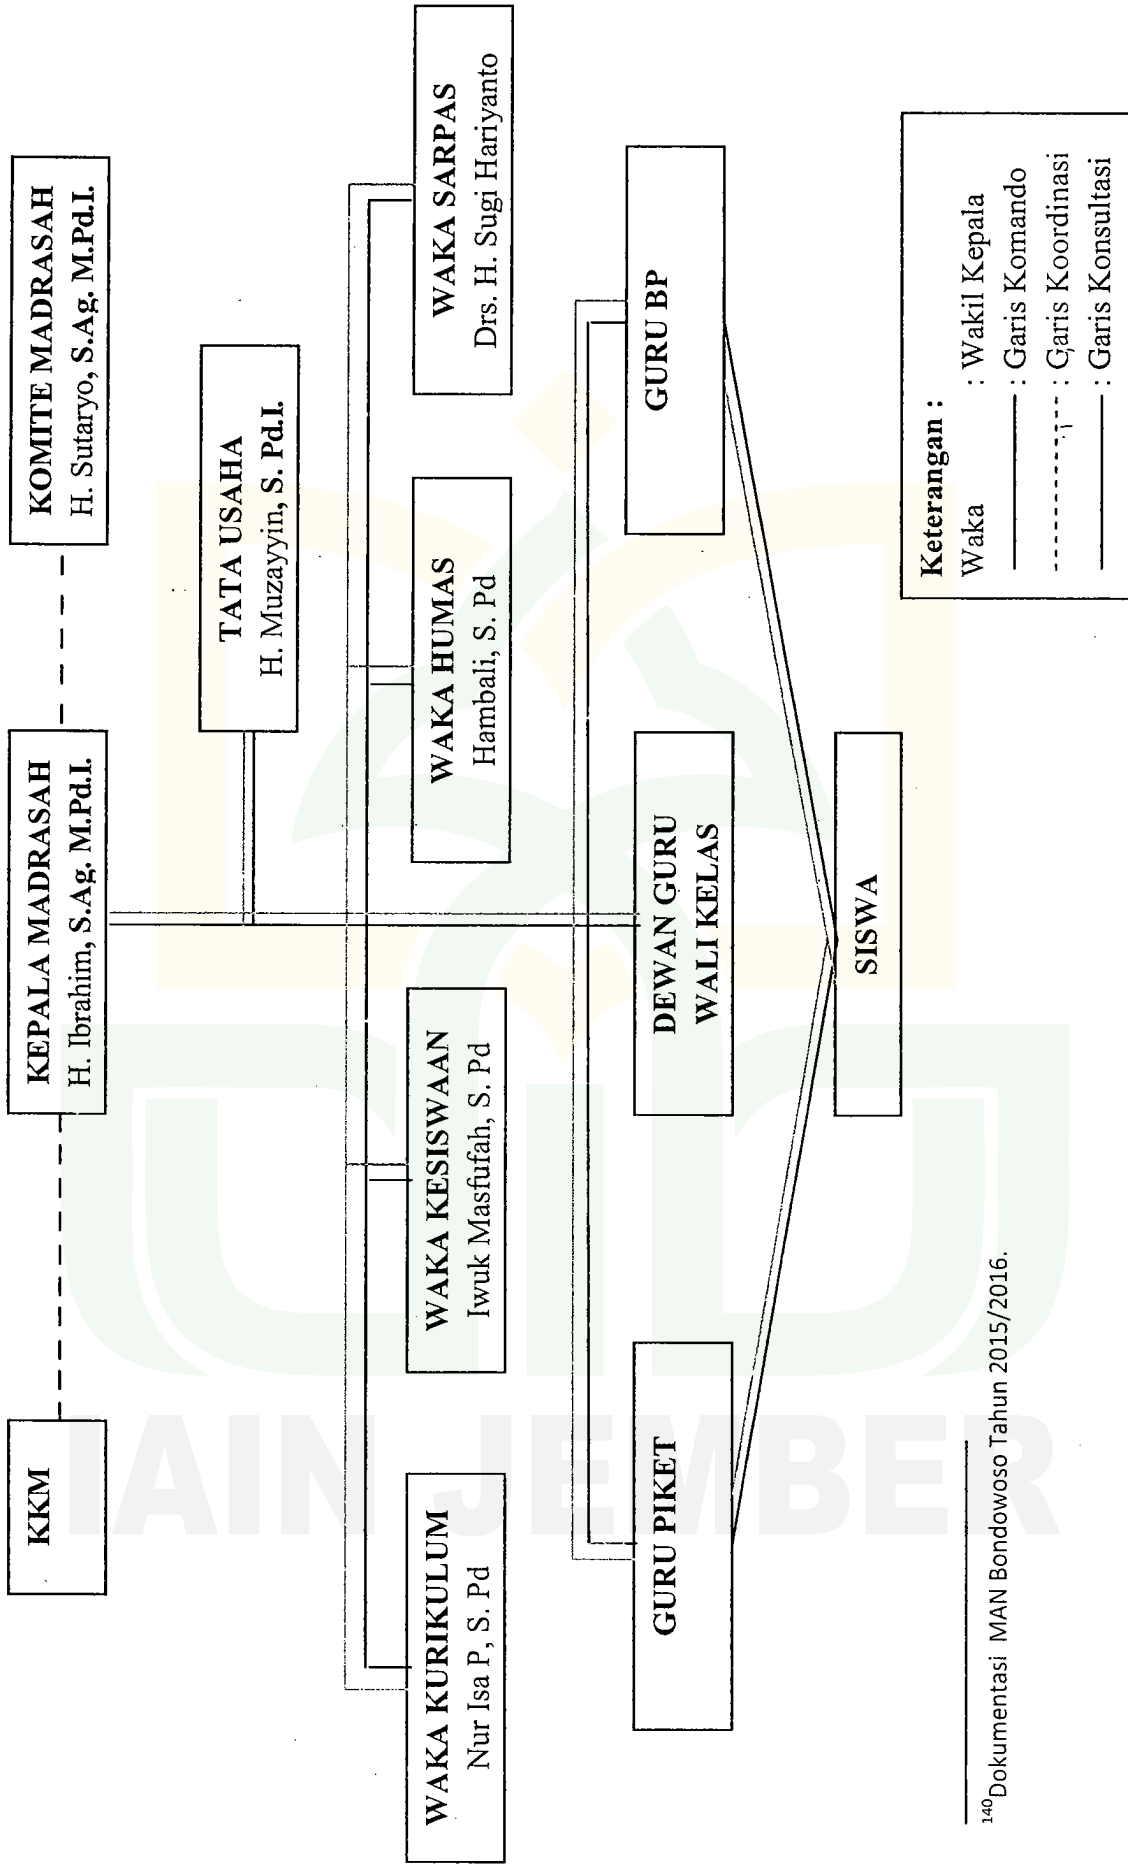 KKM
KEPALA MADRASAH
H. Ibrahim, S.Ag. M.Pd.I.
KOMITE MADRASAH
H. Sutaryo, S.Ag. M.Pd.I.
TATA USAHA
H. Muzayyin, S. Pd.I.
WAKA KURIKULUM
Nur Isa P, S. Pd
WAKA KESISWAAN
Iwuk Masfufah, S. Pd
WAKA HUMAS
Hambali, S. Pd
WAKA SARPAS
Drs. H. Sugi Hariyanto
GURU PIKET
DEWAN GURU
WALI KELAS
GURU BP
SISWA
Keterangan :
Waka : Wakil Kepala
: Garis Komando
: Garis Koordinasi
: Garis Konsultasi
140 Dokumentasi MAN Bondowoso Tahun 2015/2016.
IAIN JEMBER